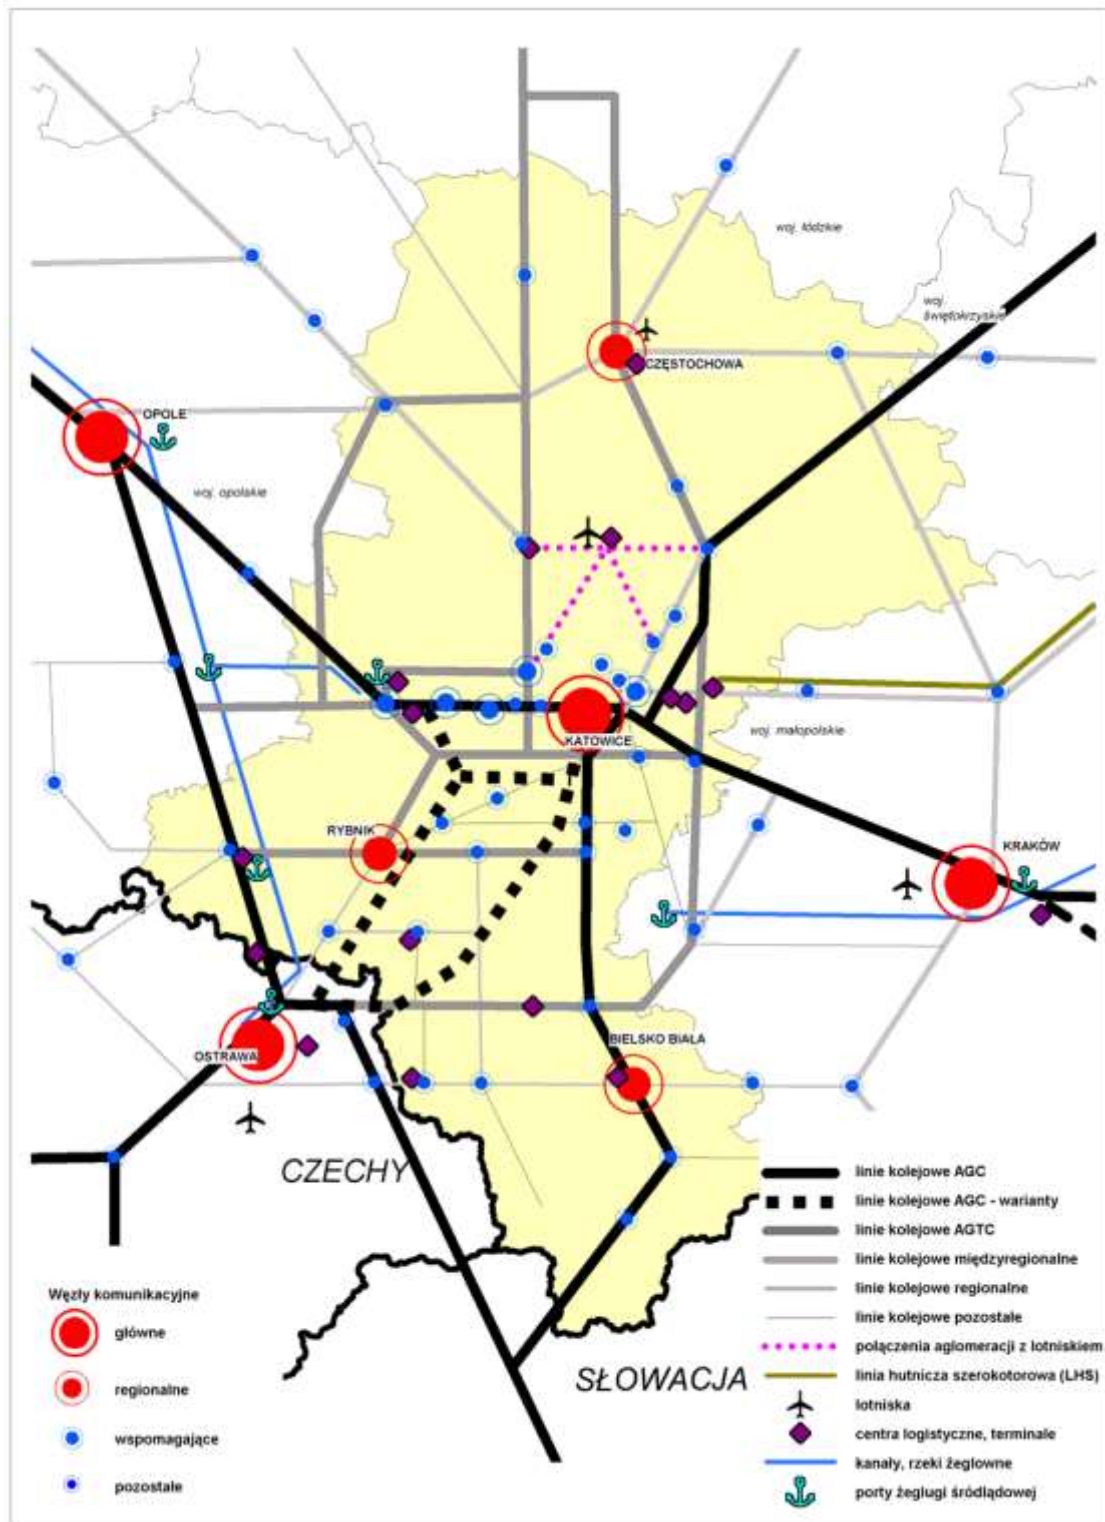 woj. łódzkie
woj.
świętokrzyskie
CZĘSTOCHOWA
OPOLE
woj. opolskie
KATOWICE
woj. małopolskie
RYBNIK
KRAKÓW
OSTRAWA
BIELSKO BIAŁA
CZECHY
SŁOWACJA
Węzły komunikacyjne
główne
regionalne
wspomagające
pozostałe
linie kolejowe AGC
linie kolejowe AGC - warianty
linie kolejowe AGTC
linie kolejowe międzyregionalne
linie kolejowe regionalne
linie kolejowe pozostałe
połączenia aglomeracji z lotniskiem
linia hutnicza szerokotorowa (LHS)
lotniska
centra logistyczne, terminale
kanały, rzeki żeglowne
porty żeglugi śródlądowej